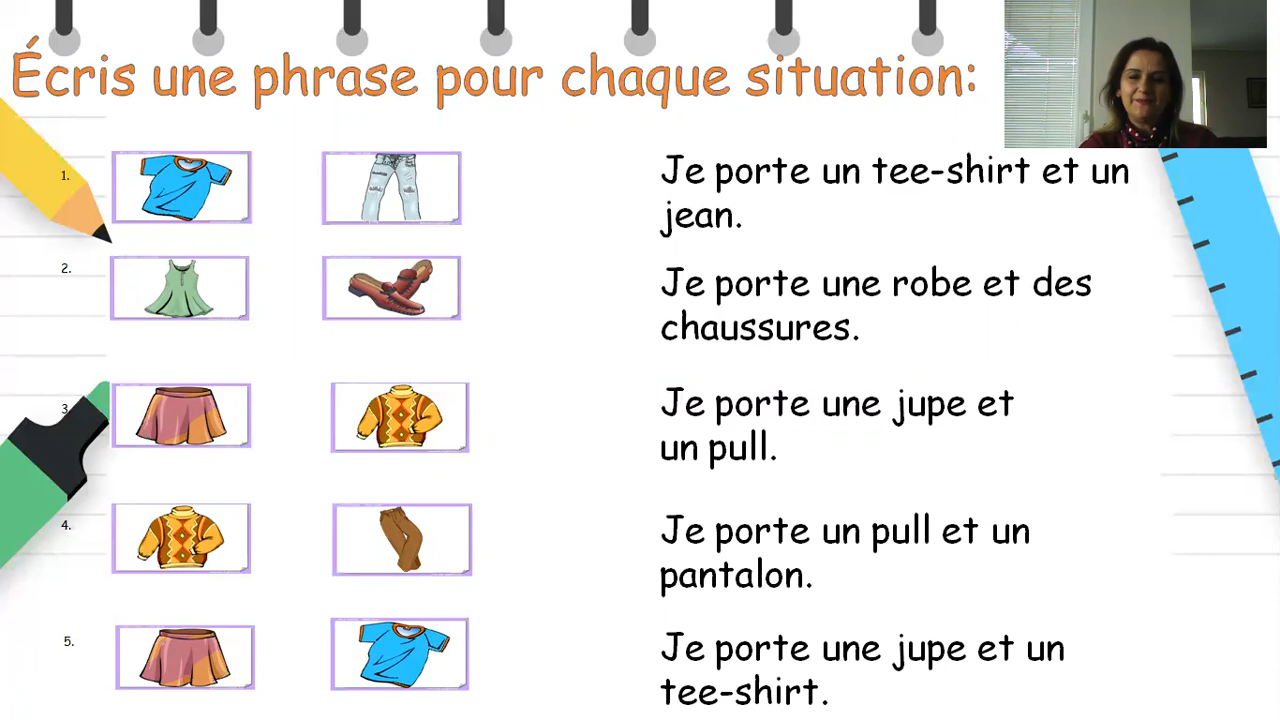 Écris une phrase pour chaque situation:
1.
Je porte un tee-shirt et un
jean.
2.
Je porte une robe et des
chaussures.
3
Je porte une jupe et
un pull.
4.
Je porte un pull et un
pantalon.
5.
Je porte une jupe et un
tee-shirt.